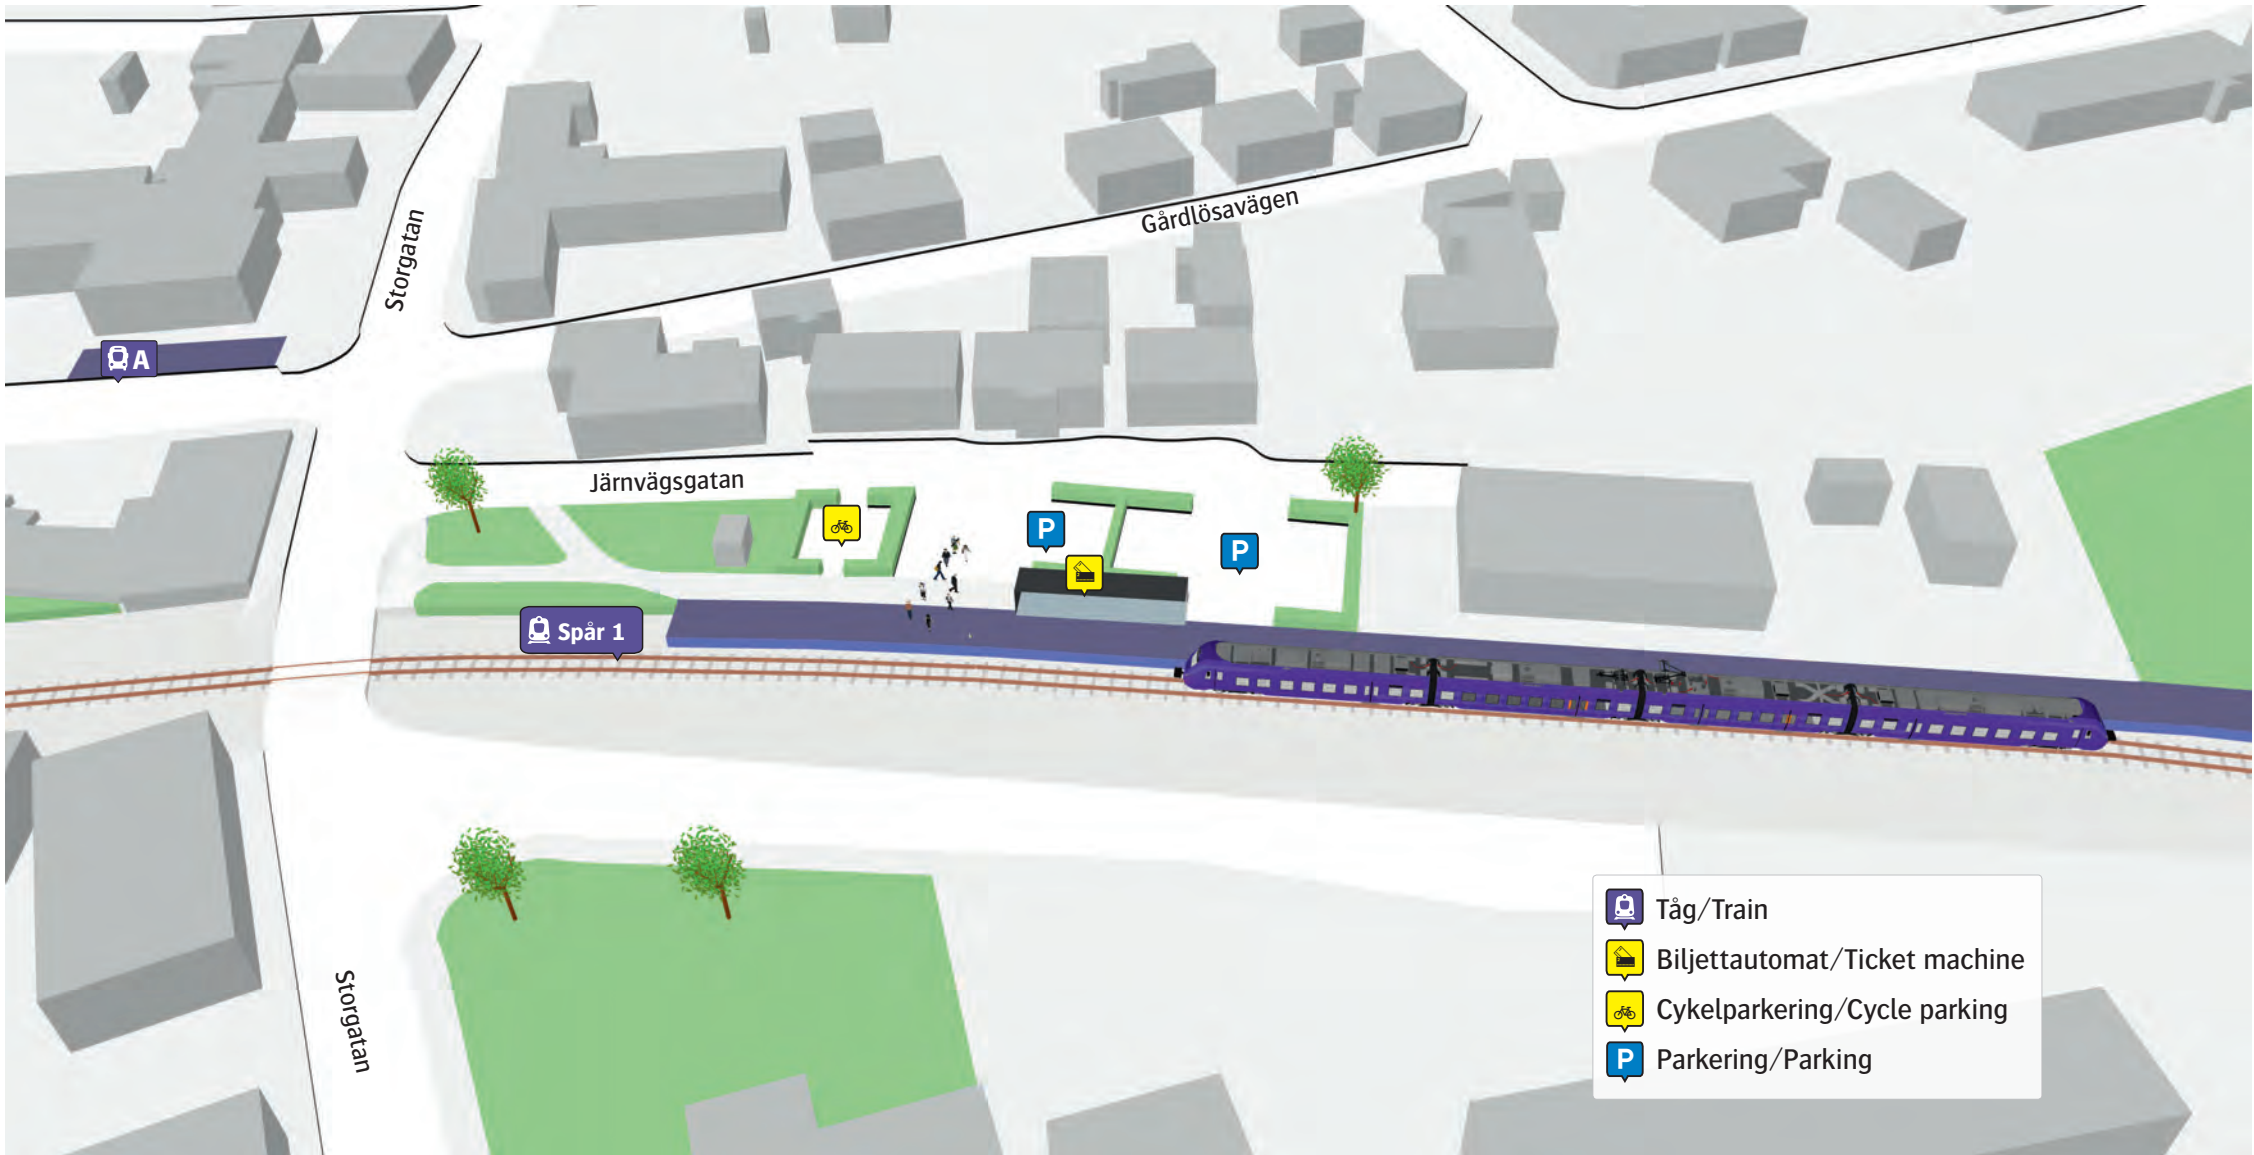 Gårdlösavägen
Storgatan
A
Järnvägsgatan
P
P
Spår 1
Storgatan
Tåg/Train
Biljettautomat/Ticket machine
Cykelparkering/Cycle parking
P Parkering/Parking